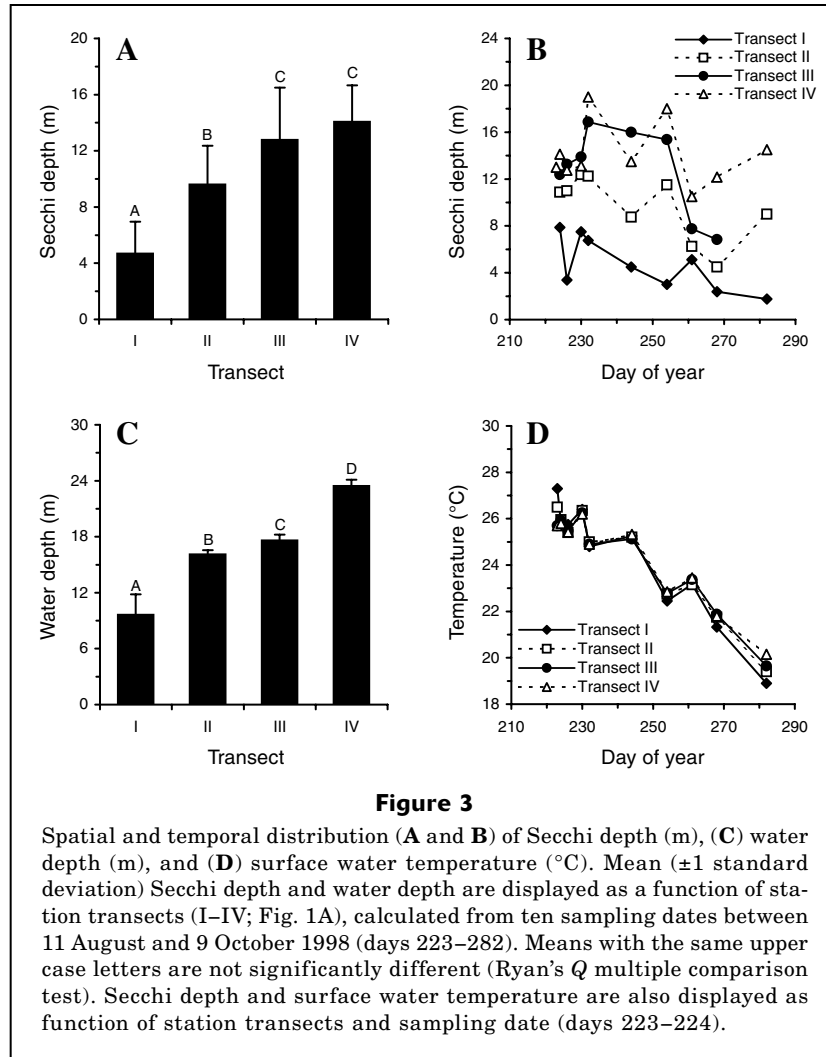 A
20
16
12
8
4
0
Secchi depth (m)
A
B
C
C
I
II
III
IV
Transect
B
24
20
16
12
8
4
0
Secchi depth (m)
Transect I
Transect II
Transect III
Transect IV
210
230
250
270
290
Day of year
C
30
24
18
12
6
0
Water depth (m)
A
B
C
D
I
II
III
IV
Transect
D
30
28
26
24
22
20
18
Temperature (°C)
Transect I
Transect II
Transect III
Transect IV
210
230
250
270
290
Day of year
Figure 3
Spatial and temporal distribution (A and B) of Secchi depth (m), (C) water
depth (m), and (D) surface water temperature (°C). Mean (±1 standard
deviation) Secchi depth and water depth are displayed as a function of sta-
tion transects (I–IV; Fig. 1A), calculated from ten sampling dates between
11 August and 9 October 1998 (days 223–282). Means with the same upper
case letters are not significantly different (Ryan's Q multiple comparison
test). Secchi depth and surface water temperature are also displayed as
function of station transects and sampling date (days 223–224).